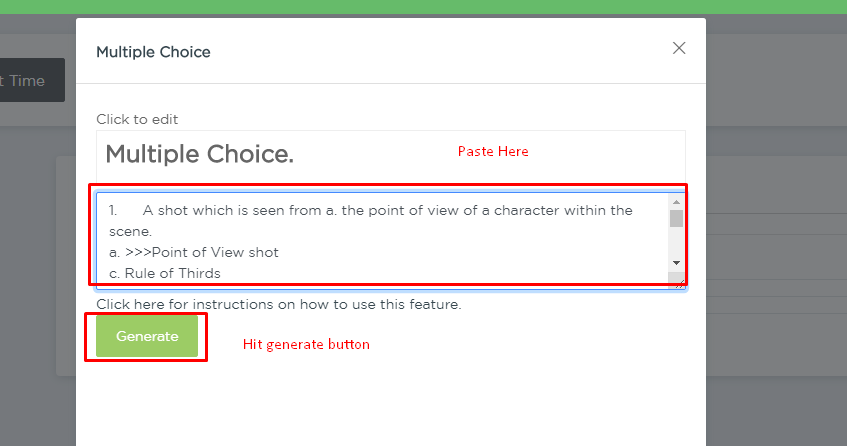 Multiple Choice
t Time
Click to edit
Multiple Choice.
Paste Here
1. A shot which is seen from a. the point of view of a character within the
scene.
a. >>>Point of View shot
c. Rule of Thirds
Click here for instructions on how to use this feature.
Generate
Hit generate button